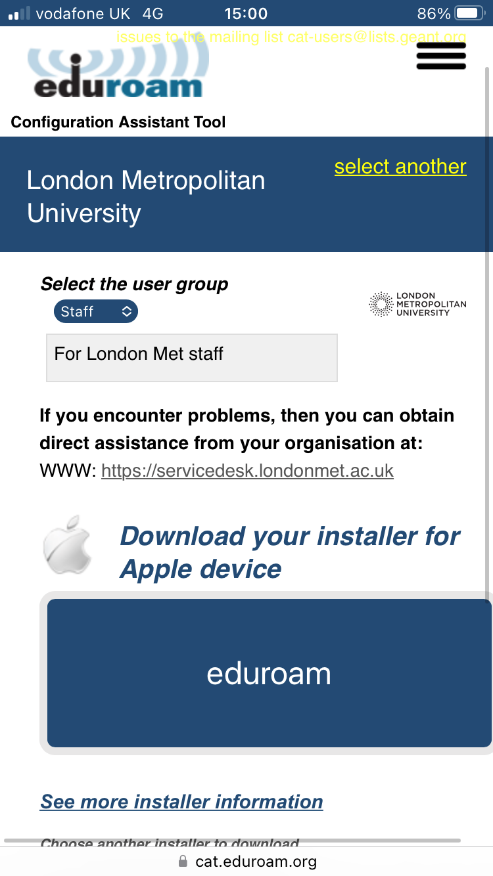 vodafone UK 4G 15:00 86%
issues to the mailing list cat-users@lists.geant.org
eduroam
Configuration Assistant Tool
select another
London Metropolitan
University
Select the user group
Staff
LONDON
METROPOLITAN
UNIVERSITY
For London Met staff
If you encounter problems, then you can obtain
direct assistance from your organisation at:
WWW: https://servicedesk.londonmet.ac.uk
Download your installer for
Apple device
eduroam
See more installer information
Choose another installer to download
cat.eduroam.org